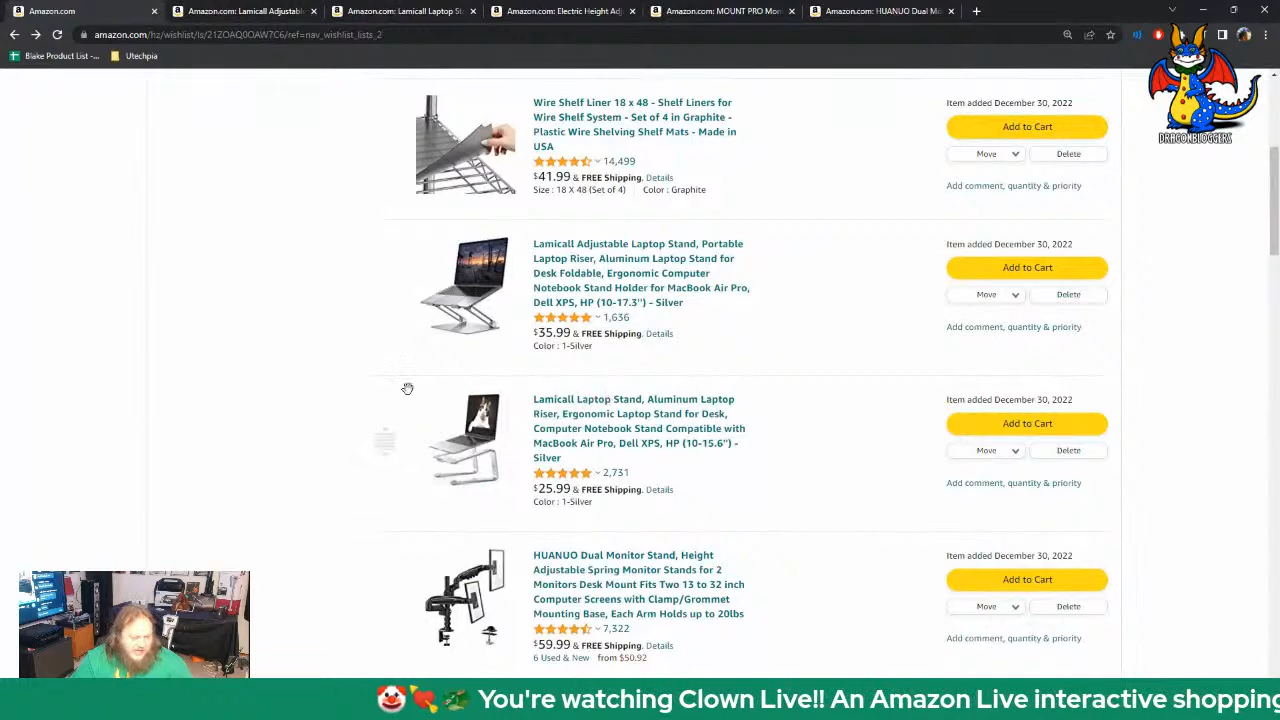 Amazon.com
Amazon.com: Lamicall Adjustable
Amazon.com: Lamicall Laptop St
Amazon.com: Electric Height Adj
Amazon.com: MOUNT PRO Mon
Amazon.com: HUANUO Dual M
amazon.com/hz/wishlist/ls/21ZOAQ0OAW7C6/ref=nav_wishlist_lists_2
Blake Product List -...
Utechpia
DRAGONBLOGGERS
Wire Shelf Liner 18 x 48 - Shelf Liners for
Wire Shelf System - Set of 4 in Graphite -
Plastic Wire Shelving Shelf Mats - Made in
USA
14,499
$41.99 & FREE Shipping. Details
Size : 18 X 48 (Set of 4) Color : Graphite
Item added December 30, 2022
Add to Cart
Move
Delete
Add comment, quantity & priority
Lamicall Adjustable Laptop Stand, Portable
Laptop Riser, Aluminum Laptop Stand for
Desk Foldable, Ergonomic Computer
Notebook Stand Holder for MacBook Air Pro,
Dell XPS, HP (10-17.3'') - Silver
1,636
$35.99 & FREE Shipping. Details
Color : 1-Silver
Item added December 30, 2022
Add to Cart
Move
Delete
Add comment, quantity & priority
Lamicall Laptop Stand, Aluminum Laptop
Riser, Ergonomic Laptop Stand for Desk,
Computer Notebook Stand Compatible with
MacBook Air Pro, Dell XPS, HP (10-15.6") -
Silver
2,731
$25.99 & FREE Shipping. Details
Color : 1-Silver
Item added December 30, 2022
Add to Cart
Move
Delete
Add comment, quantity & priority
HUANUO Dual Monitor Stand, Height
Adjustable Spring Monitor Stands for 2
Monitors Desk Mount Fits Two 13 to 32 inch
Computer Screens with Clamp/Grommet
Mounting Base, Each Arm Holds up to 20lbs
7,322
$59.99 & FREE Shipping. Details
6 Used & New from $50.92
Item added December 30, 2022
Add to Cart
Move
Delete
Add comment, quantity & priority
You're watching Clown Live!! An Amazon Live interactive shopping